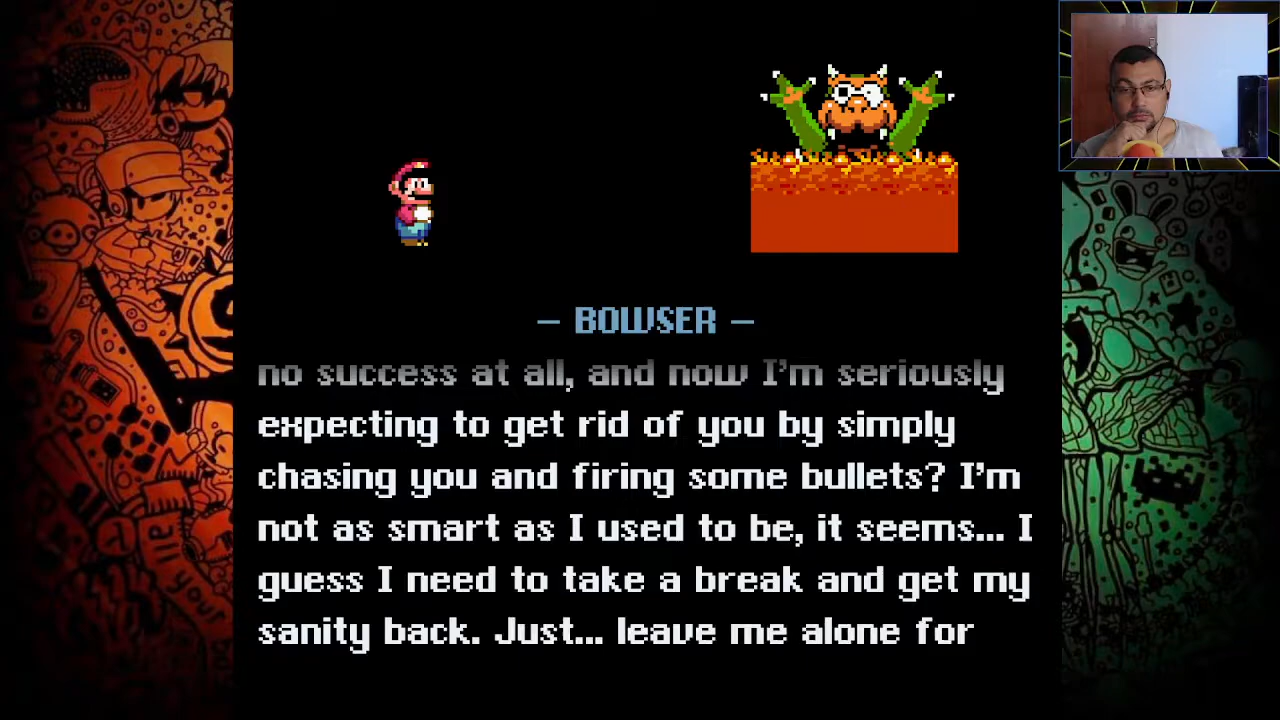 — BOWSER —
no success at all, and now I'm seriously
expecting to get rid of you by simply
chasing you and firing some bullets? I'm
not as smart as I used to be, it seems... I
guess I need to take a break and get my
sanity back. Just... leave me alone for